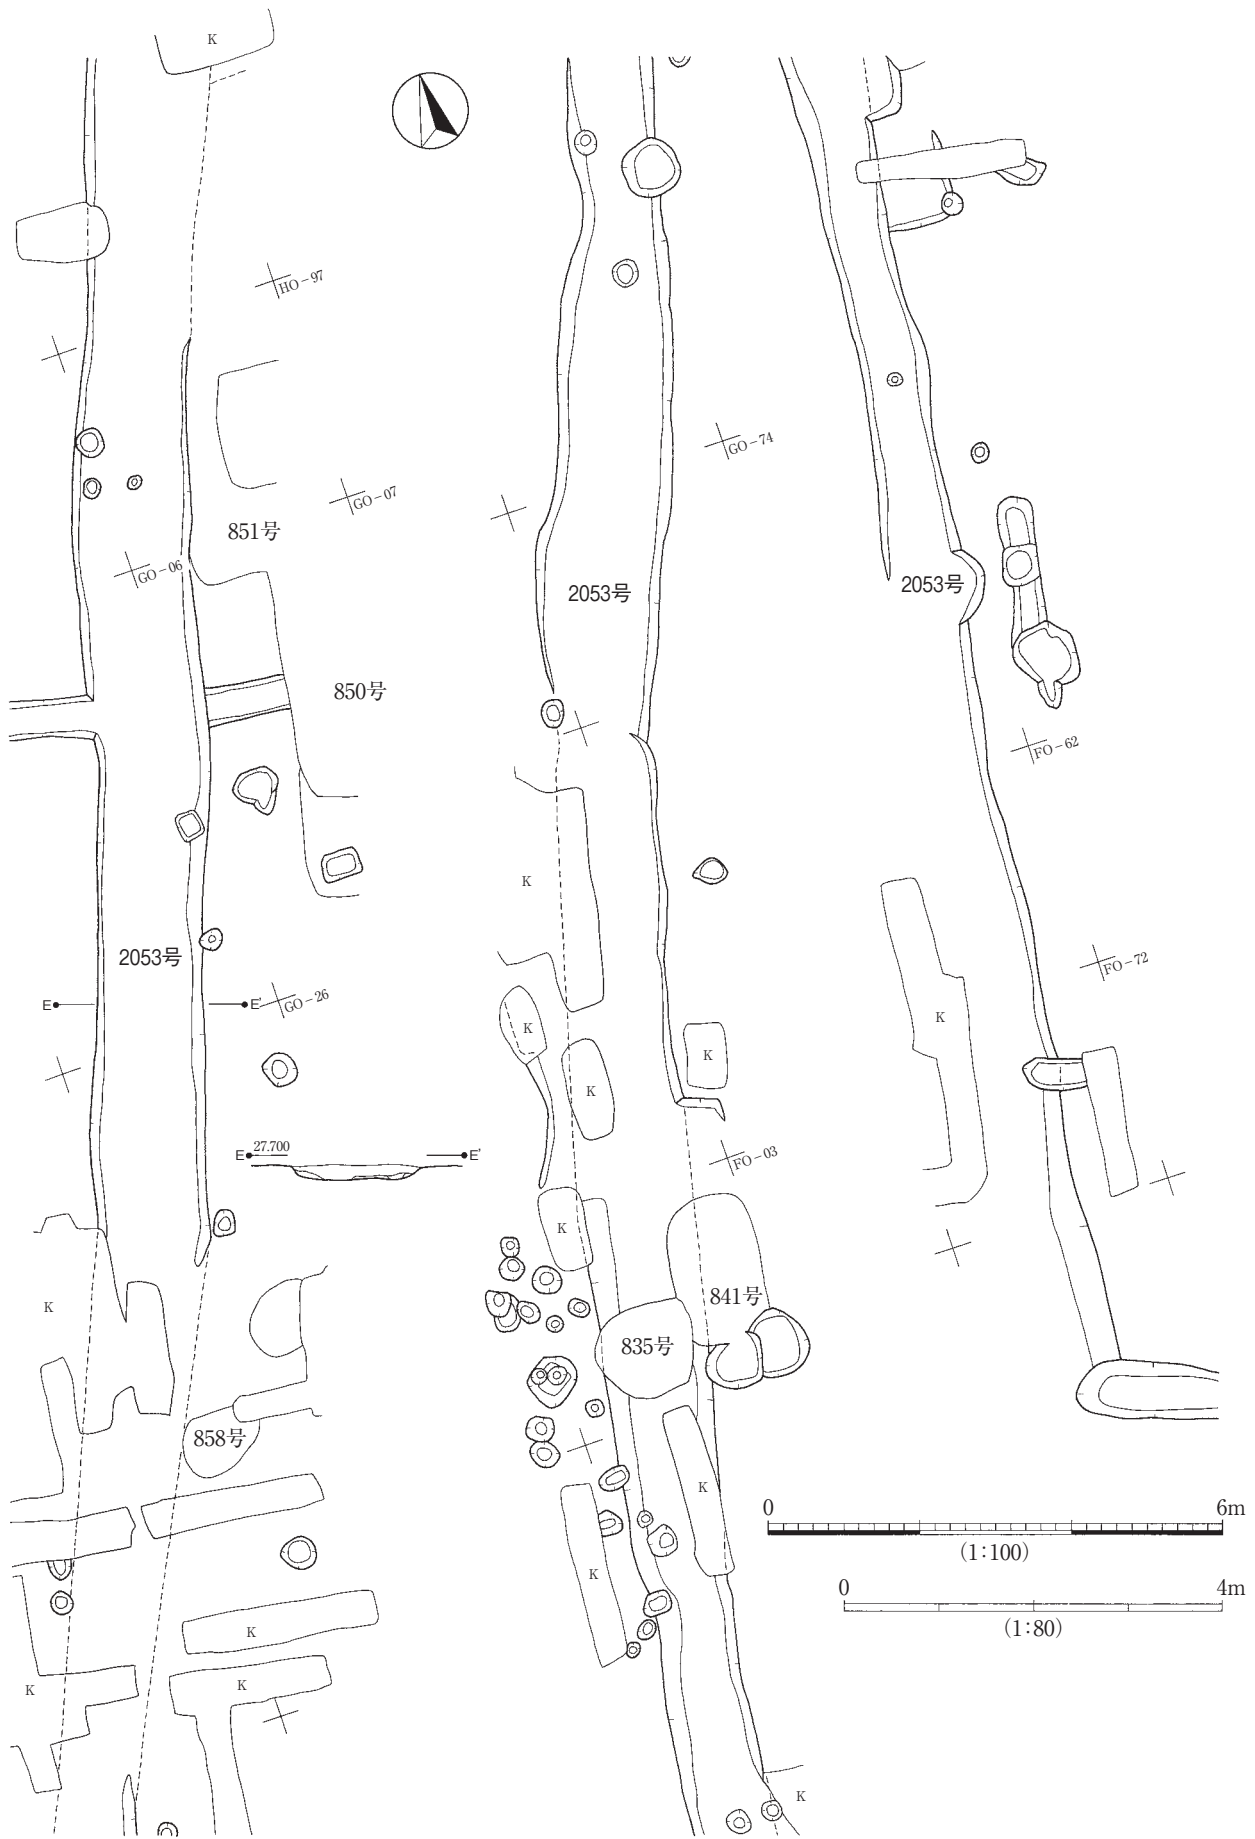 K
HO-97
GO-06
GO-07
851号
850号
2053号
E
E'
GO-26
E
27.700
E'
K
858号
K
K
K
GO-74
2053号
K
K
K
K
FO-03
K
841号
835号
K
K
K
2053号
FO-62
FO-72
K
0
6m
(1:100)
0
4m
(1:80)